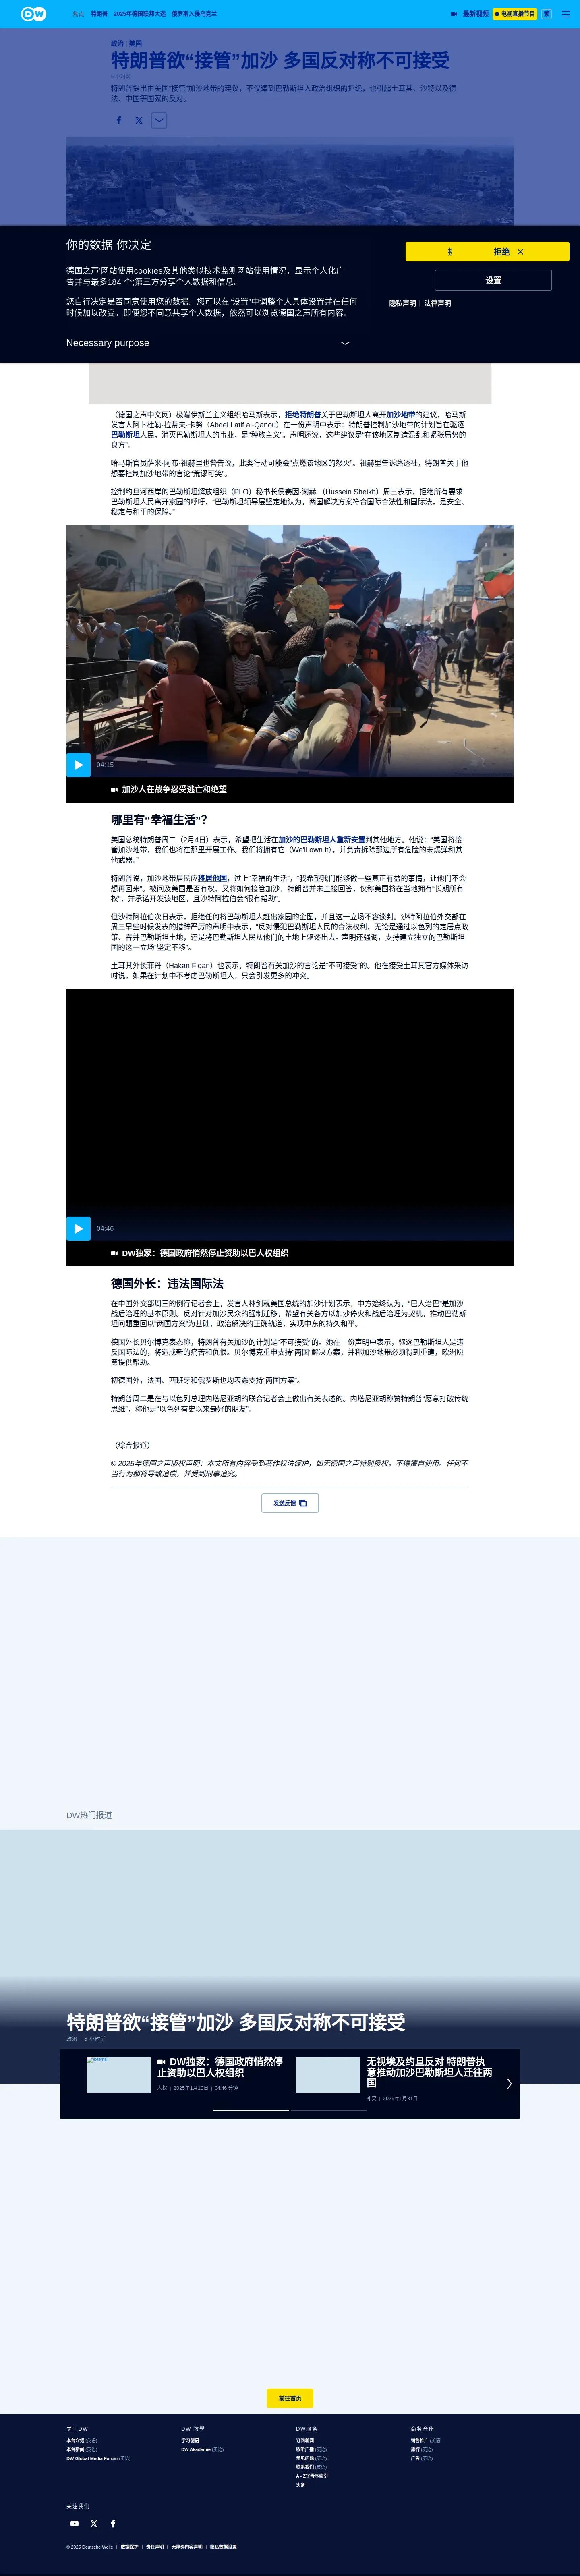 DW
焦点 特朗普 2025年德国联邦大选 俄罗斯入侵乌克兰
最新视频 电视直播节目
政治 | 美国
特朗普欲“接管”加沙 多国反对称不可接受
5 小时前
特朗普提出由美国“接管”加沙地带的建议，不仅遭到巴勒斯坦人政治组织的拒绝，也引起土耳其、沙特以及德
法、中国等国家的反对。
你的数据 你决定
德国之声‘网站使用cookies及其他类似技术监测网站使用情况，显示个人化广
告与最多184 个;第三方分享个人数据和信息。
您自行决定是否同意使用您的数据。您可以在“设置”中调整个人具体设置并在任何
时候加以改变。即便您不同意共享个人数据，依然可以浏览德国之声所有内容。
Necessary purpose
拒绝
设置
隐私声明 | 法律声明
（德国之声中文网）极端伊斯兰主义组织哈马斯表示，拒绝特朗普关于巴勒斯坦人离开加沙地带的建议，哈马斯
发言人阿卜杜勒·拉蒂夫·卡努（Abdel Latif al-Qanou）在一份声明中表示：特朗普控制加沙地带的计划旨在驱逐
巴勒斯坦人民，消灭巴勒斯坦人的事业，是“种族主义”。声明还说，这些建议是“在该地区制造混乱和紧张局势的
良方”。
哈马斯官员萨米·阿布·祖赫里也警告说，此类行动可能会“点燃该地区的怒火”。祖赫里告诉路透社，特朗普关于他
想要控制加沙地带的言论“荒谬可笑”。
控制约旦河西岸的巴勒斯坦解放组织（PLO）秘书长侯赛因·谢赫 （Hussein Sheikh）周三表示，拒绝所有要求
巴勒斯坦人民离开家园的呼吁，“巴勒斯坦领导层坚定地认为，两国解决方案符合国际合法性和国际法，是安全、
稳定与和平的保障。”
04:15
加沙人在战争忍受逃亡和绝望
哪里有“幸福生活”？
美国总统特朗普周二（2月4日）表示，希望把生活在加沙的巴勒斯坦人重新安置到其他地方。他说：“美国将接
管加沙地带，我们也将在那里开展工作。我们将拥有它（We'll own it），并负责拆除那边所有危险的未爆弹和其
他武器。”
特朗普说，加沙地带居民应移居他国，过上“幸福的生活”，“我希望我们能够做一些真正有益的事情，让他们不会
想再回来”。被问及美国是否有权、又将如何接管加沙，特朗普并未直接回答，仅称美国将在当地拥有“长期所有
权”，并承诺开发该地区，且沙特阿拉伯会“很有帮助”。
但沙特阿拉伯次日表示，拒绝任何将巴勒斯坦人赶出家园的企图，并且这一立场不容谈判。沙特阿拉伯外交部在
周三早些时候发表的措辞严厉的声明中表示，“反对侵犯巴勒斯坦人民的合法权利，无论是通过以色列的定居点政
策、吞并巴勒斯坦土地，还是将巴勒斯坦人民从他们的土地上驱逐出去。”声明还强调，支持建立独立的巴勒斯坦
国的这一立场“坚定不移”。
土耳其外长菲丹（Hakan Fidan）也表示，特朗普有关加沙的言论是“不可接受”的。他在接受土耳其官方媒体采访
时说，如果在计划中不考虑巴勒斯坦人，只会引发更多的冲突。
04:46
DW独家：德国政府悄然停止资助以巴人权组织
德国外长：违法国际法
在中国外交部周三的例行记者会上，发言人林剑就美国总统的加沙计划表示，中方始终认为，“巴人治巴”是加沙
战后治理的基本原则。反对针对加沙民众的强制迁移，希望有关各方以加沙停火和战后治理为契机，推动巴勒斯
坦问题重回以“两国方案”为基础、政治解决的正确轨道，实现中东的持久和平。
德国外长贝尔博克表态称，特朗普有关加沙的计划是“不可接受”的。她在一份声明中表示，驱逐巴勒斯坦人是违
反国际法的，将造成新的痛苦和仇恨。贝尔博克重申支持“两国”解决方案，并称加沙地带必须得到重建，欧洲愿
意提供帮助。
初德国外，法国、西班牙和俄罗斯也均表态支持“两国方案”。
特朗普周二是在与以色列总理内塔尼亚胡的联合记者会上做出有关表述的。内塔尼亚胡称赞特朗普“愿意打破传统
思维”，称他是“以色列有史以来最好的朋友”。
（综合报道）
© 2025年德国之声版权声明：本文所有内容受到著作权法保护，如无德国之声特别授权，不得擅自使用。任何不
当行为都将导致追偿，并受到刑事追究。
发送反馈
DW热门报道
特朗普欲“接管”加沙 多国反对称不可接受
政治 | 5 小时前
DW独家：德国政府悄然停
止资助以巴人权组织
人权 | 2025年1月10日 | 04:46 分钟
无视埃及约旦反对 特朗普执
意推动加沙巴勒斯坦人迁往两
国
冲突 | 2025年1月31日
前往首页
关于DW
本台介绍 (英语)
本台新闻 (英语)
DW Global Media Forum (英语)
DW 教学
学习德语
DW Akademie (英语)
DW服务
订阅新闻
收听广播 (英语)
常见问题 (英语)
联系我们 (英语)
A - Z字母序索引
头条
商务合作
销售推广 (英语)
旅行 (英语)
广告 (英语)
关注我们
© 2025 Deutsche Welle | 数据保护 | 责任声明 | 无障碍内容声明 | 隐私数据设置